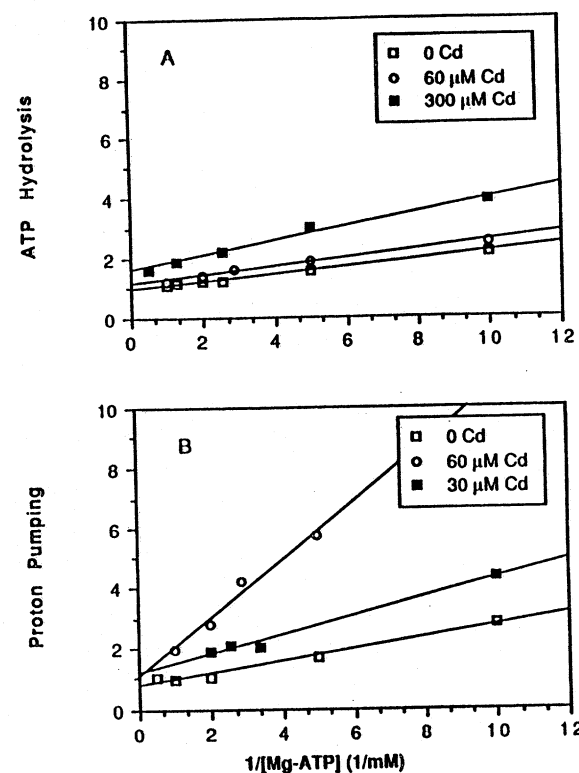 A
0 Cd
60 µM Cd
300 µM Cd
ATP Hydrolysis
10
8
6
4
2
0
0 2 4 6 8 10 12
B
0 Cd
60 µM Cd
30 µM Cd
Proton Pumping
10
8
6
4
2
0
0 2 4 6 8 10 12
1/[Mg-ATP] (1/mM)